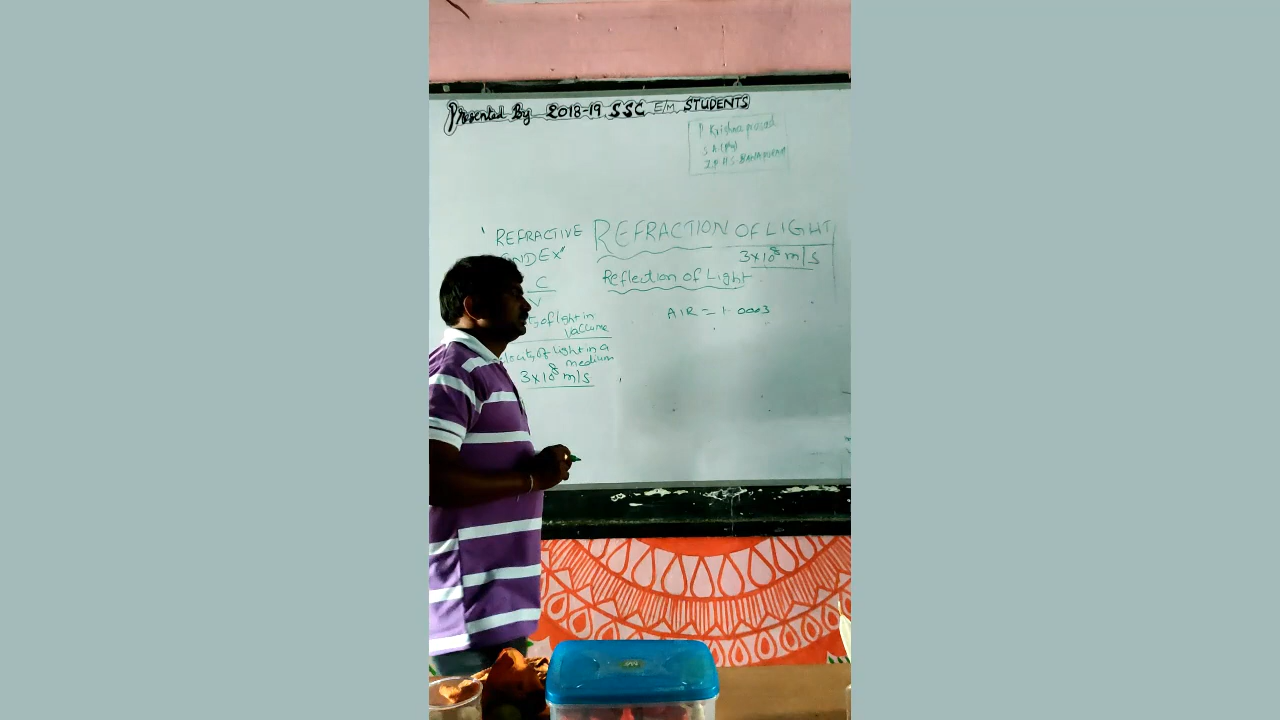 Presented By 2018-19 SSC E/M STUDENTS
P Krishna prasad
S A (PS)
Z.P.H.S.
REFRACTION OF LIGHT
3x10⁸ m/s
Reflection of Light
AIR = 1.0003
"REFRACTIVE
INDEX"
C
V
of light in
vaccume
locity of light in a
medium
3x10⁸ m/s